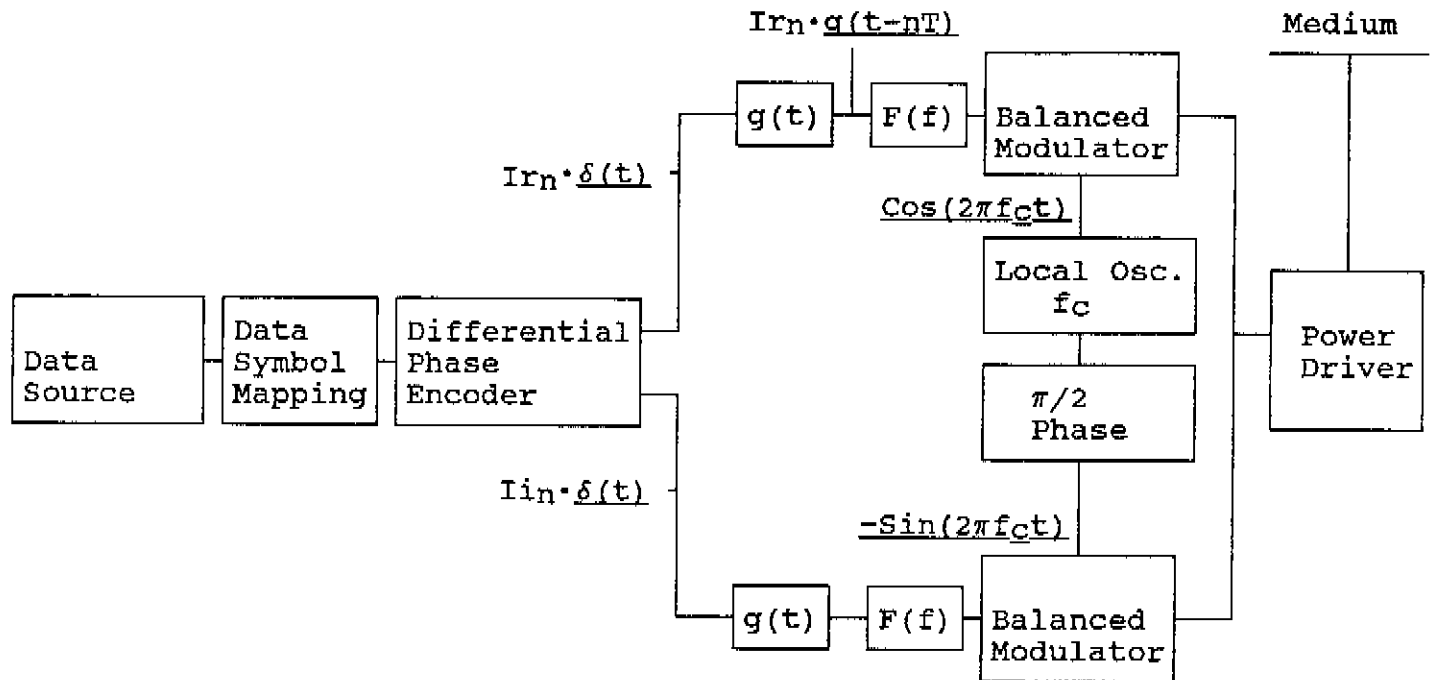 Irn·g(t-nT)
Medium
g(t)
F(f)
Balanced
Modulator
Irn·δ(t)
Cos(2πfct)
Local Osc.
fc
Data
Source
Data
Symbol
Mapping
Differential
Phase
Encoder
Power
Driver
π/2
Phase
Iin·δ(t)
-Sin(2πfct)
g(t)
F(f)
Balanced
Modulator